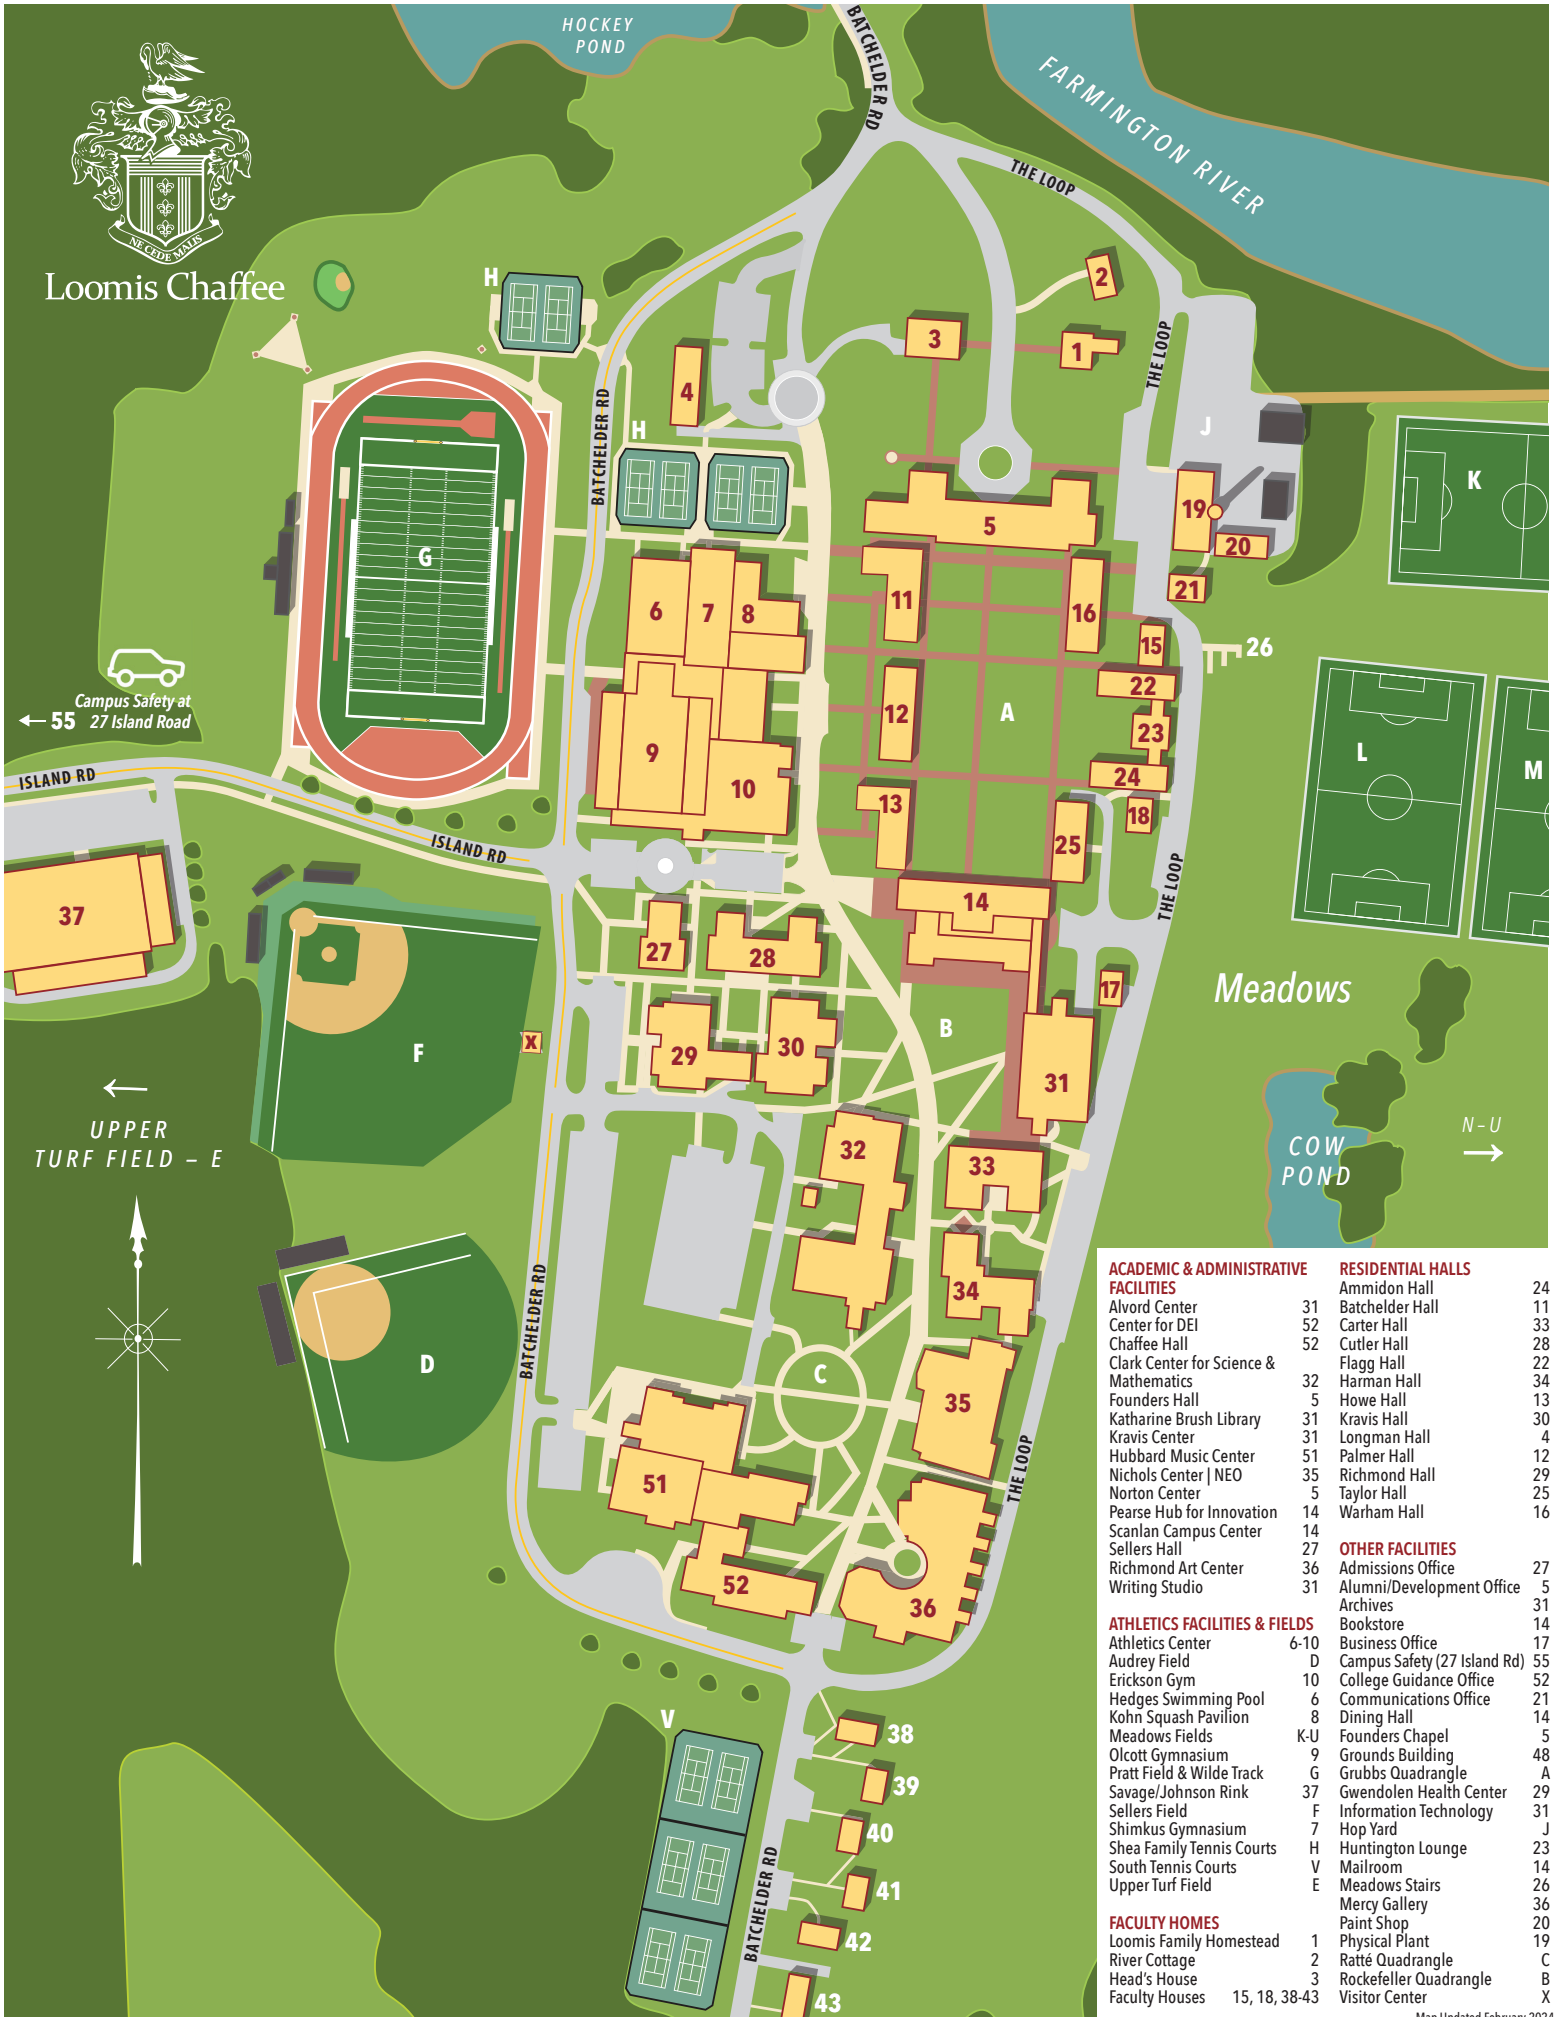 HOCKEY
POND
BATCHELDER RD
FARMINGTON RIVER
THE LOOP
NE CEDE MALIS
Loomis Chaffee
H
2
3
1
THE LOOP
4
BATCHELDER RD
H
J
K
19
5
20
G
21
11
16
6
7
8
15
26
22
Campus Safety at
← 55 27 Island Road
12
A
23
9
L
M
24
ISLAND RD
10
13
18
25
ISLAND RD
THE LOOP
14
37
27
28
17
Meadows
B
X
F
29
30
31
←
UPPER
TURF FIELD – E
N–U
→
COW
POND
32
33
34
BATCHELDER RD
D
C
35
THE LOOP
51
52
36
V
38
39
40
41
BATCHELDER RD
42
43
ACADEMIC & ADMINISTRATIVE
FACILITIES
Alvord Center 31
Center for DEI 52
Chaffee Hall 52
Clark Center for Science &
Mathematics 32
Founders Hall 5
Katharine Brush Library 31
Kravis Center 31
Hubbard Music Center 51
Nichols Center | NEO 35
Norton Center 5
Pearse Hub for Innovation 14
Scanlan Campus Center 14
Sellers Hall 27
Richmond Art Center 36
Writing Studio 31
ATHLETICS FACILITIES & FIELDS
Athletics Center 6-10
Audrey Field D
Erickson Gym 10
Hedges Swimming Pool 6
Kohn Squash Pavilion 8
Meadows Fields K-U
Olcott Gymnasium 9
Pratt Field & Wilde Track G
Savage/Johnson Rink 37
Sellers Field F
Shimkus Gymnasium 7
Shea Family Tennis Courts H
South Tennis Courts V
Upper Turf Field E
FACULTY HOMES
Loomis Family Homestead 1
River Cottage 2
Head's House 3
Faculty Houses 15, 18, 38-43
RESIDENTIAL HALLS
Ammidon Hall 24
Batchelder Hall 11
Carter Hall 33
Cutler Hall 28
Flagg Hall 22
Harman Hall 34
Howe Hall 13
Kravis Hall 30
Longman Hall 4
Palmer Hall 12
Richmond Hall 29
Taylor Hall 25
Warham Hall 16
OTHER FACILITIES
Admissions Office 27
Alumni/Development Office 5
Archives 31
Bookstore 14
Business Office 17
Campus Safety (27 Island Rd) 55
College Guidance Office 52
Communications Office 21
Dining Hall 14
Founders Chapel 5
Grounds Building 48
Grubbs Quadrangle A
Gwendolen Health Center 29
Information Technology 31
Hop Yard J
Huntington Lounge 23
Mailroom 14
Meadows Stairs 26
Mercy Gallery 36
Paint Shop 20
Physical Plant 19
Ratté Quadrangle C
Rockefeller Quadrangle B
Visitor Center X
Map Updated February 2024